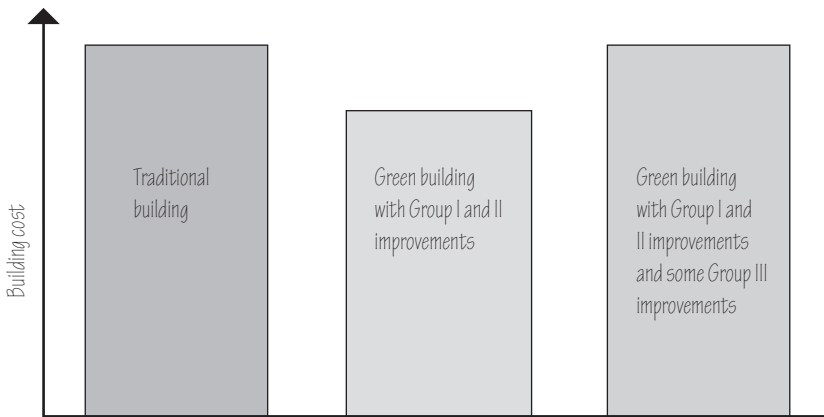 Building cost
Traditional
building
Green building
with Group I and II
improvements
Green building
with Group I and
II improvements
and some Group III
improvements